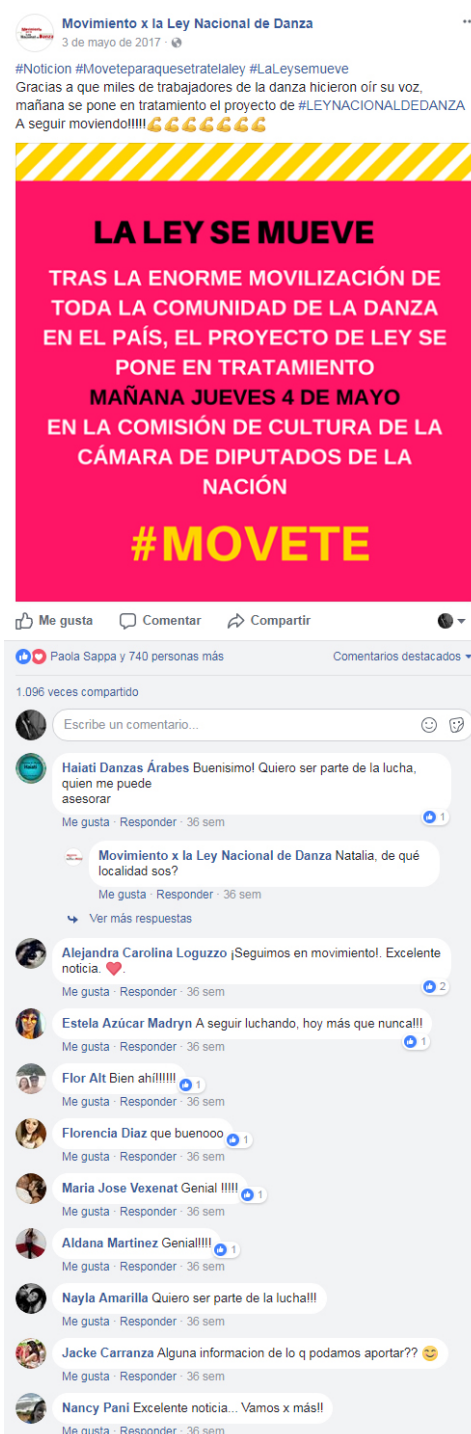 Movimiento x la Ley Nacional de Danza
3 de mayo de 2017 ·
#Noticion #Moveteparaquesetratelaley #LaLeysemueve
Gracias a que miles de trabajadores de la danza hicieron oír su voz,
mañana se pone en tratamiento el proyecto de #LEYNACIONALDEDANZA
A seguir moviendo!!!!!💪💪💪💪💪💪💪
LA LEY SE MUEVE
TRAS LA ENORME MOVILIZACIÓN DE
TODA LA COMUNIDAD DE LA DANZA
EN EL PAÍS, EL PROYECTO DE LEY SE
PONE EN TRATAMIENTO
MAÑANA JUEVES 4 DE MAYO
EN LA COMISIÓN DE CULTURA DE LA
CÁMARA DE DIPUTADOS DE LA
NACIÓN
#MOVETE
Me gusta Comentar Compartir
Paola Sappa y 740 personas más Comentarios destacados
1.096 veces compartido
Escribe un comentario...
Haiati Danzas Árabes Buenisimo! Quiero ser parte de la lucha,
quien me puede
asesorar
Me gusta · Responder · 36 sem 1
Movimiento x la Ley Nacional de Danza Natalia, de qué
localidad sos?
Me gusta · Responder · 36 sem
Ver más respuestas
Alejandra Carolina Loguzzo ¡Seguimos en movimiento!. Excelente
noticia. ❤️.
Me gusta · Responder · 36 sem 2
Estela Azúcar Madryn A seguir luchando, hoy más que nunca!!!
Me gusta · Responder · 36 sem 1
Flor Alt Bien ahí!!!!!! 1
Me gusta · Responder · 36 sem
Florencia Diaz que buenooo 1
Me gusta · Responder · 36 sem
Maria Jose Vexenat Genial !!!!! 1
Me gusta · Responder · 36 sem
Aldana Martinez Genial!!!! 1
Me gusta · Responder · 36 sem
Nayla Amarilla Quiero ser parte de la lucha!!!
Me gusta · Responder · 36 sem
Jacke Carranza Alguna informacion de lo q podamos aportar?? 😊
Me gusta · Responder · 36 sem
Nancy Pani Excelente noticia... Vamos x más!!
Me gusta · Responder · 36 sem